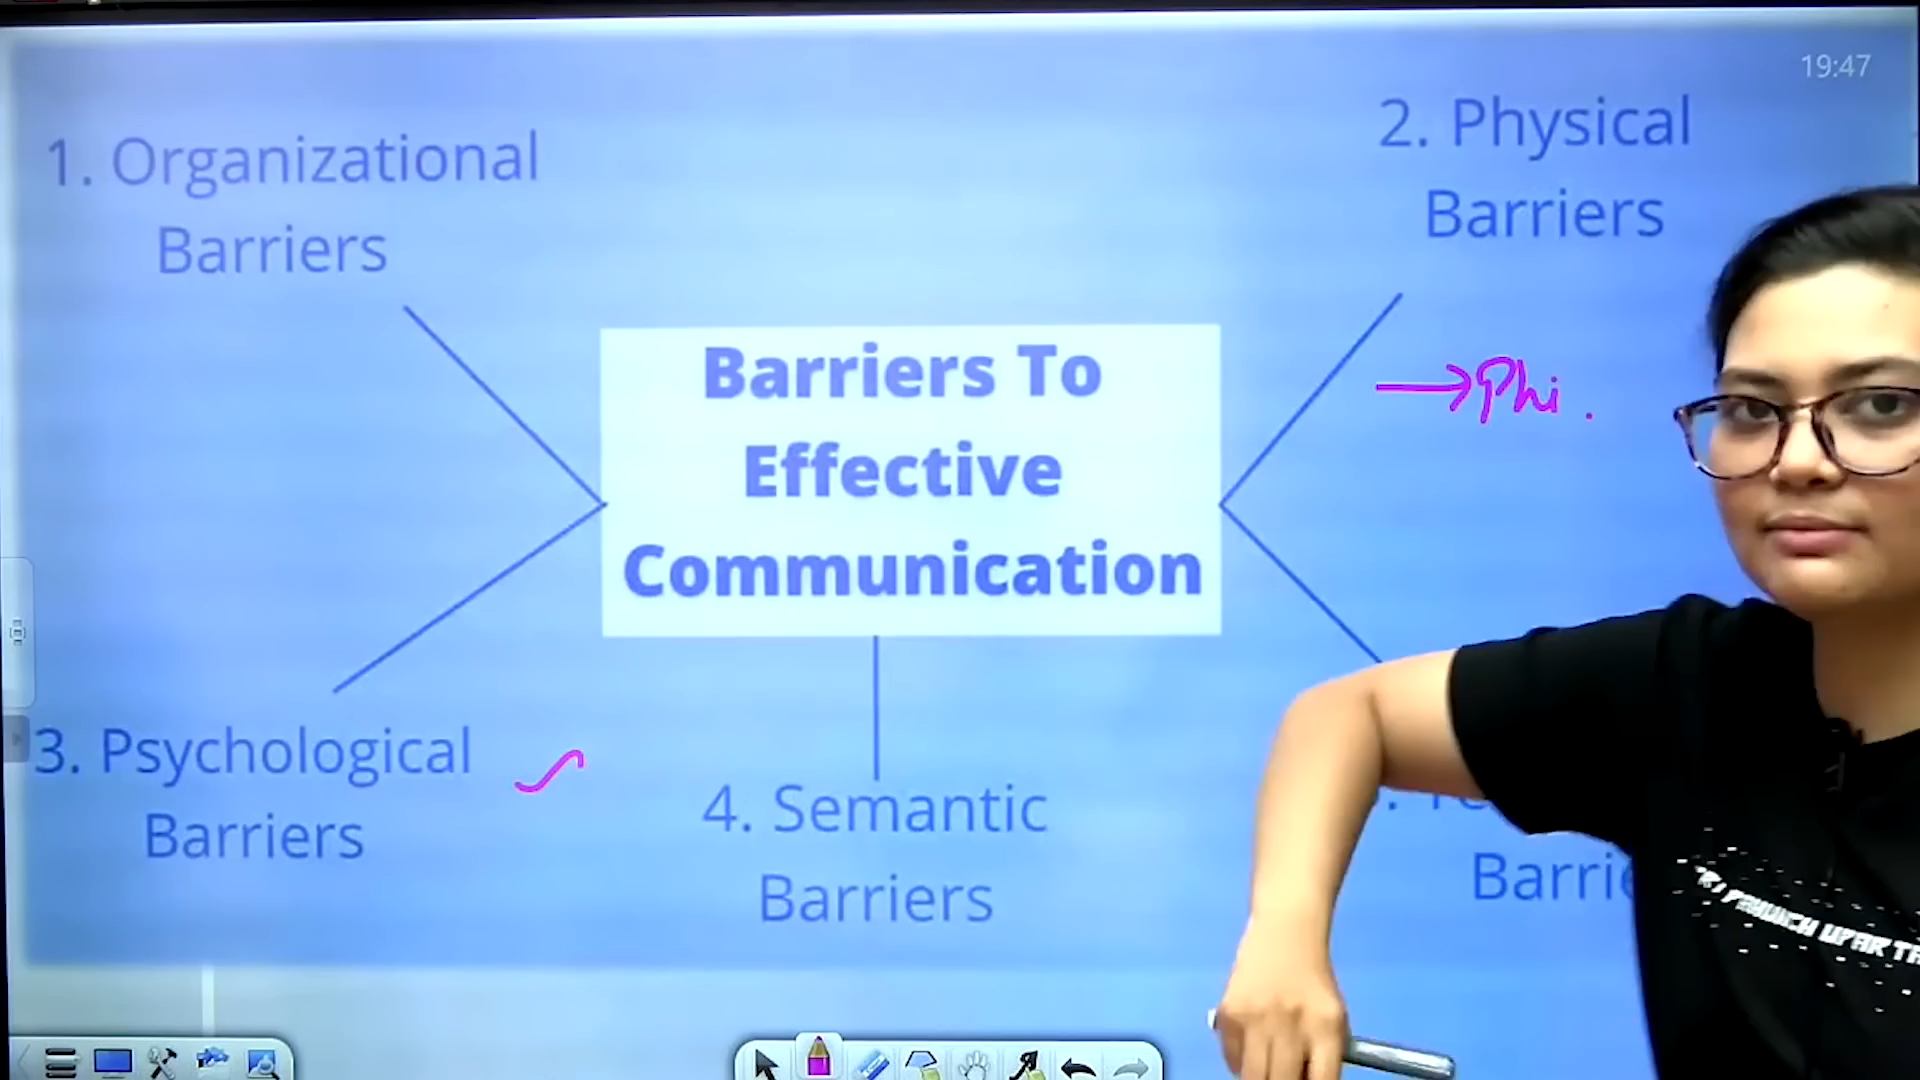 19:47
1. Organizational
Barriers
2. Physical
Barriers
Barriers To
Effective
Communication
→Phi.
3. Psychological
Barriers
4. Semantic
Barriers
UPAR